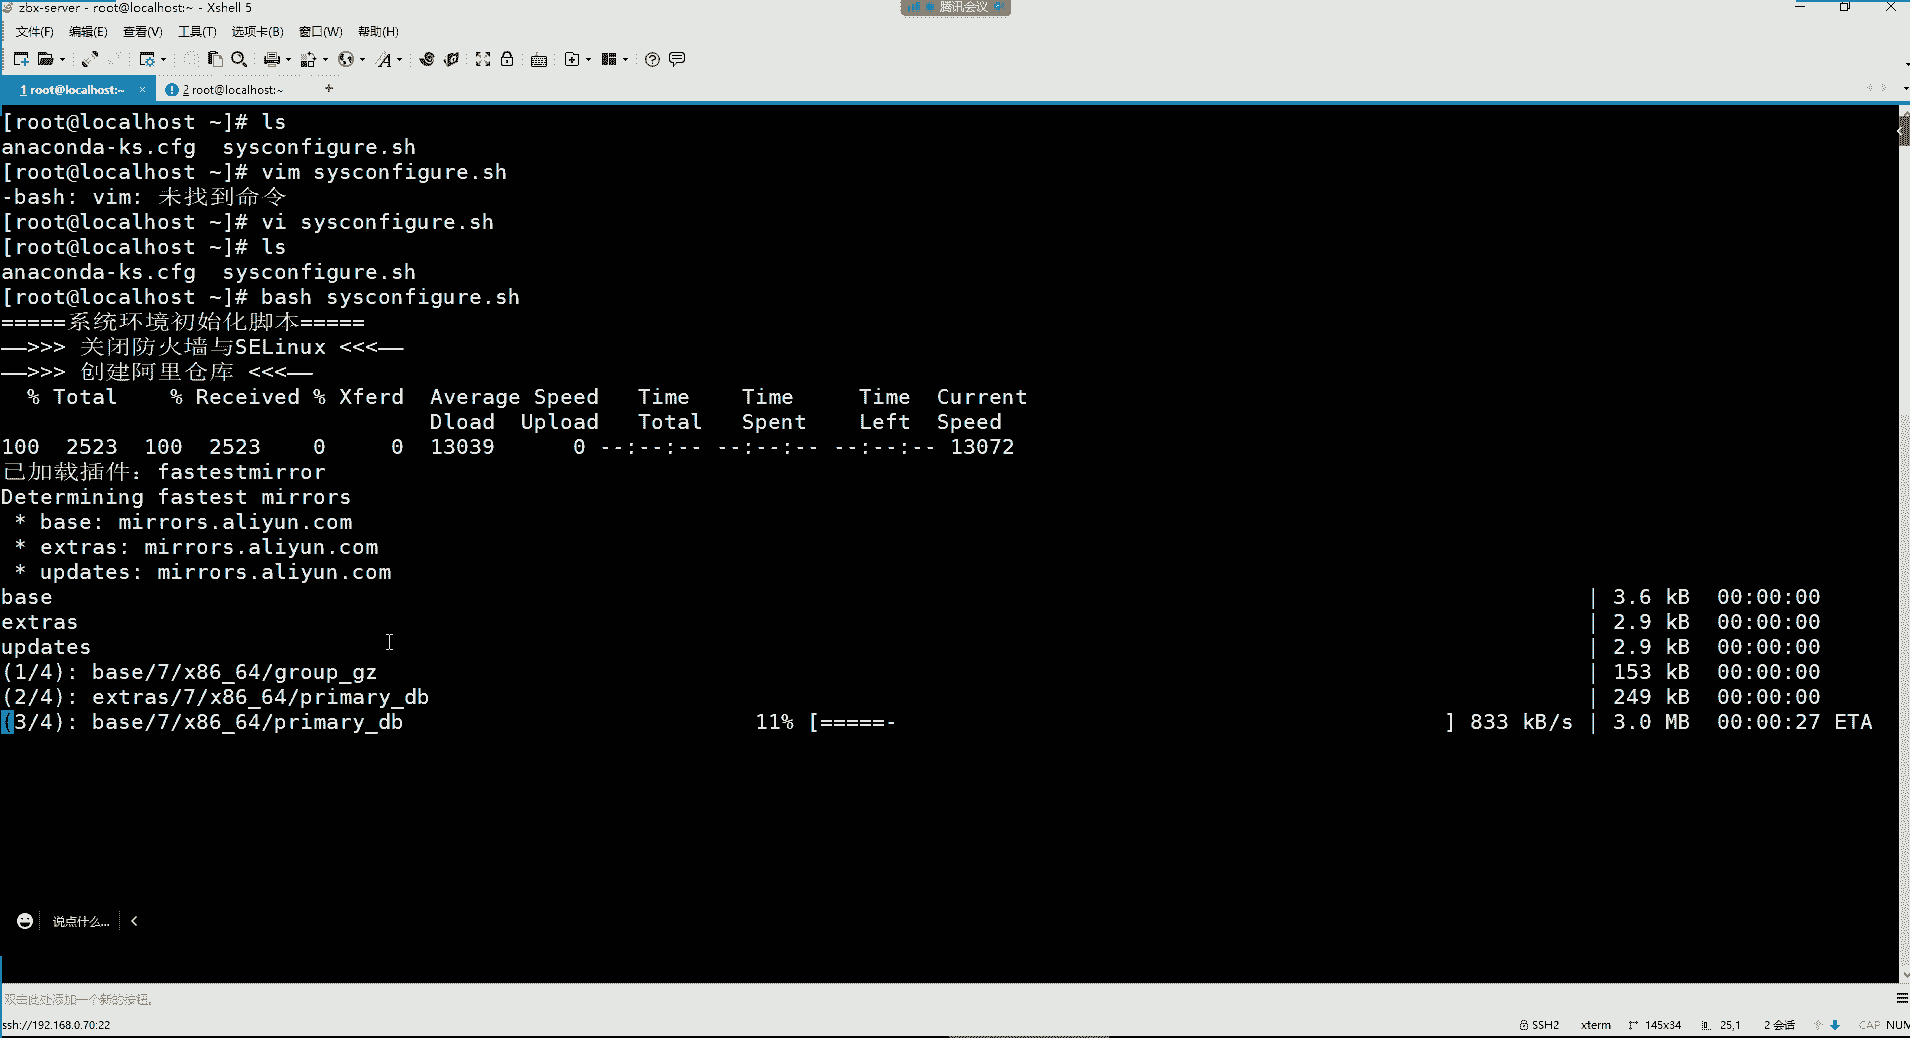 zbx-server - root@localhost:~ - Xshell 5
腾讯会议
文件(F) 编辑(E) 查看(V) 工具(T) 选项卡(B) 窗口(W) 帮助(H)
1 root@localhost:~ × 2 root@localhost:~ +
[root@localhost ~]# ls
anaconda-ks.cfg  sysconfigure.sh
[root@localhost ~]# vim sysconfigure.sh
-bash: vim: 未找到命令
[root@localhost ~]# vi sysconfigure.sh
[root@localhost ~]# ls
anaconda-ks.cfg  sysconfigure.sh
[root@localhost ~]# bash sysconfigure.sh
=====系统环境初始化脚本=====
——>>> 关闭防火墙与SELinux <<<——
——>>> 创建阿里仓库 <<<——
  % Total    % Received % Xferd  Average Speed   Time    Time     Time  Current
                                 Dload  Upload   Total   Spent    Left  Speed
100  2523  100  2523    0     0  13039      0 --:--:-- --:--:-- --:--:-- 13072
已加载插件：fastestmirror
Determining fastest mirrors
 * base: mirrors.aliyun.com
 * extras: mirrors.aliyun.com
 * updates: mirrors.aliyun.com
base | 3.6 kB  00:00:00
extras | 2.9 kB  00:00:00
updates | 2.9 kB  00:00:00
(1/4): base/7/x86_64/group_gz | 153 kB  00:00:00
(2/4): extras/7/x86_64/primary_db | 249 kB  00:00:00
(3/4): base/7/x86_64/primary_db 11% [=====- ] 833 kB/s | 3.0 MB  00:00:27 ETA
说点什么...
双击此处添加一个新的按钮。
ssh://192.168.0.70:22 SSH2 xterm 145x34 25,1 2 会话 CAP NUM